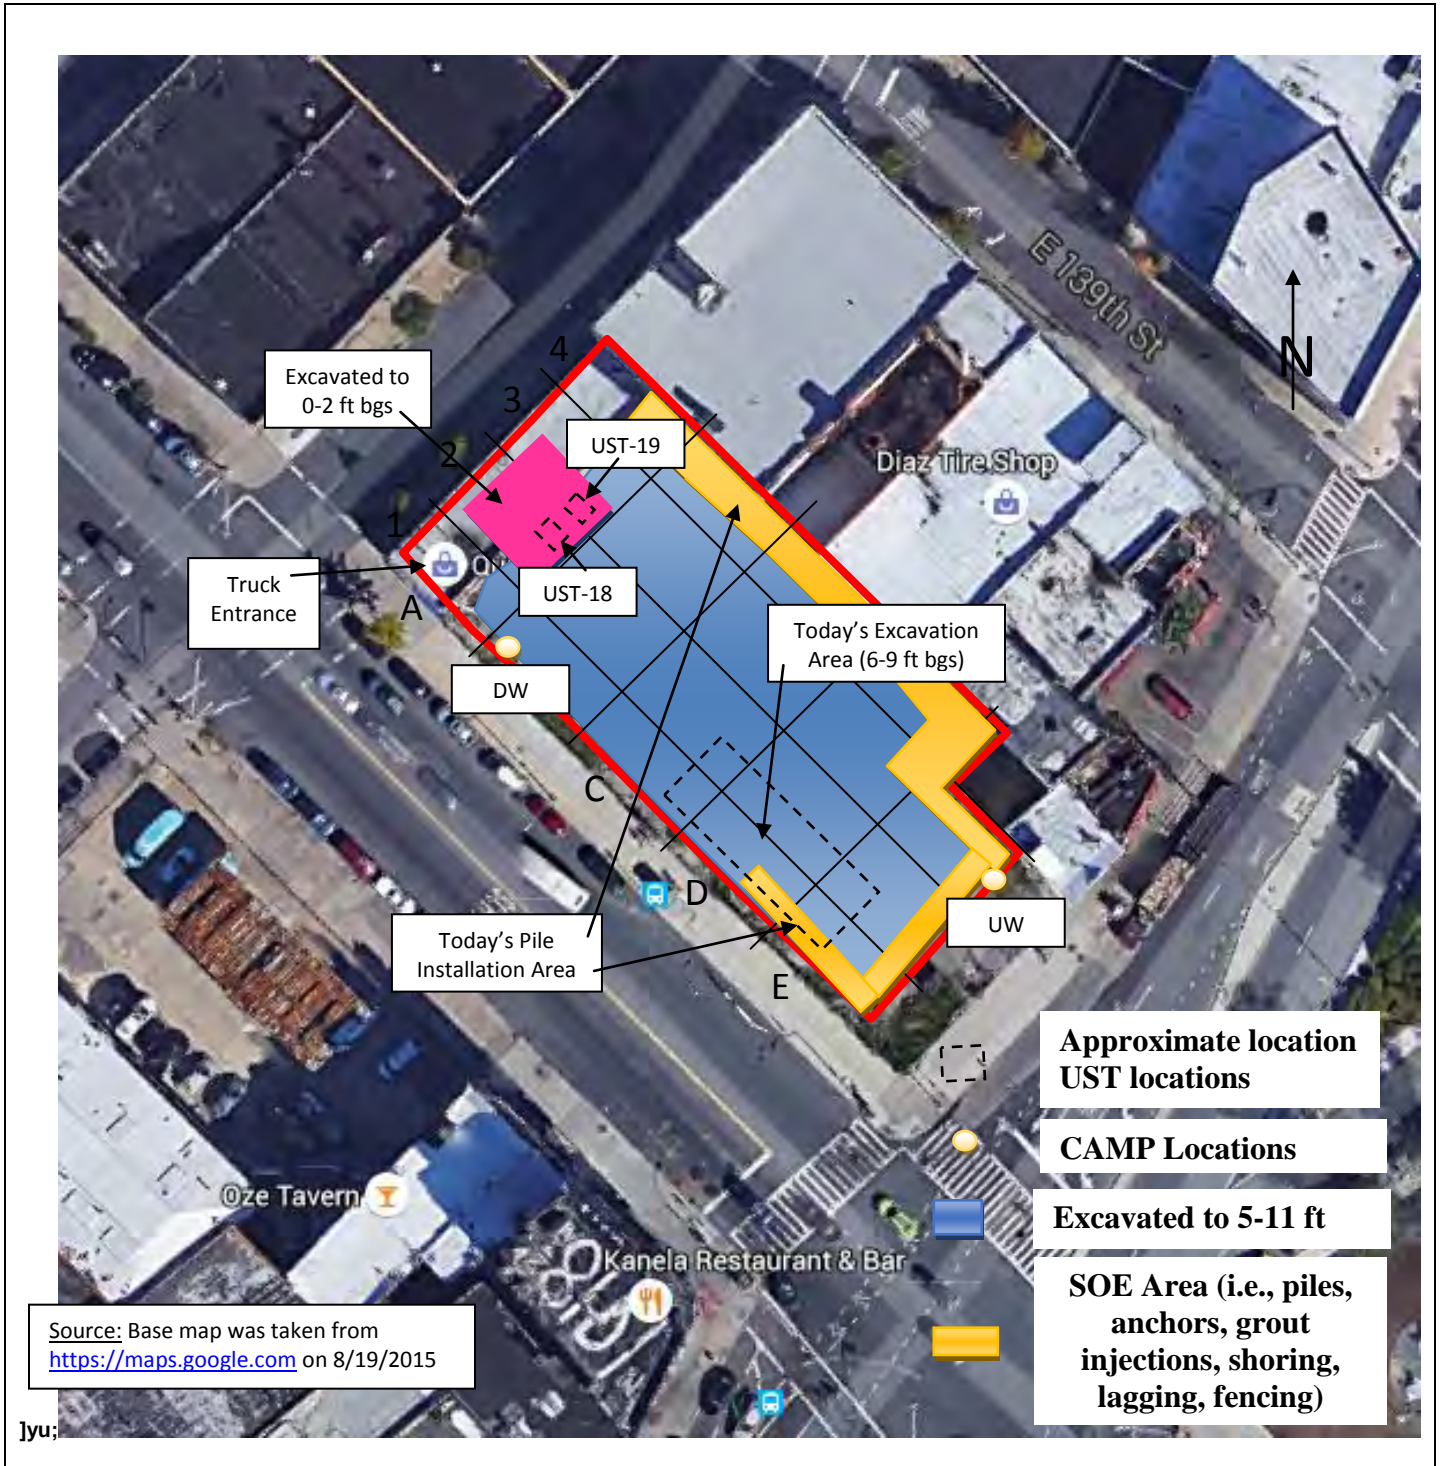 E 139th St
N
4
Excavated to
0-2 ft bgs
3
UST-19
2
Diaz Tire Shop
1
Truck
Entrance
A
UST-18
Today's Excavation
Area (6-9 ft bgs)
DW
C
D
UW
Today's Pile
Installation Area
E
Approximate location
UST locations
CAMP Locations
Excavated to 5-11 ft
SOE Area (i.e., piles,
anchors, grout
injections, shoring,
lagging, fencing)
Oze Tavern
Kanela Restaurant & Bar
Source: Base map was taken from
https://maps.google.com on 8/19/2015
]yu;